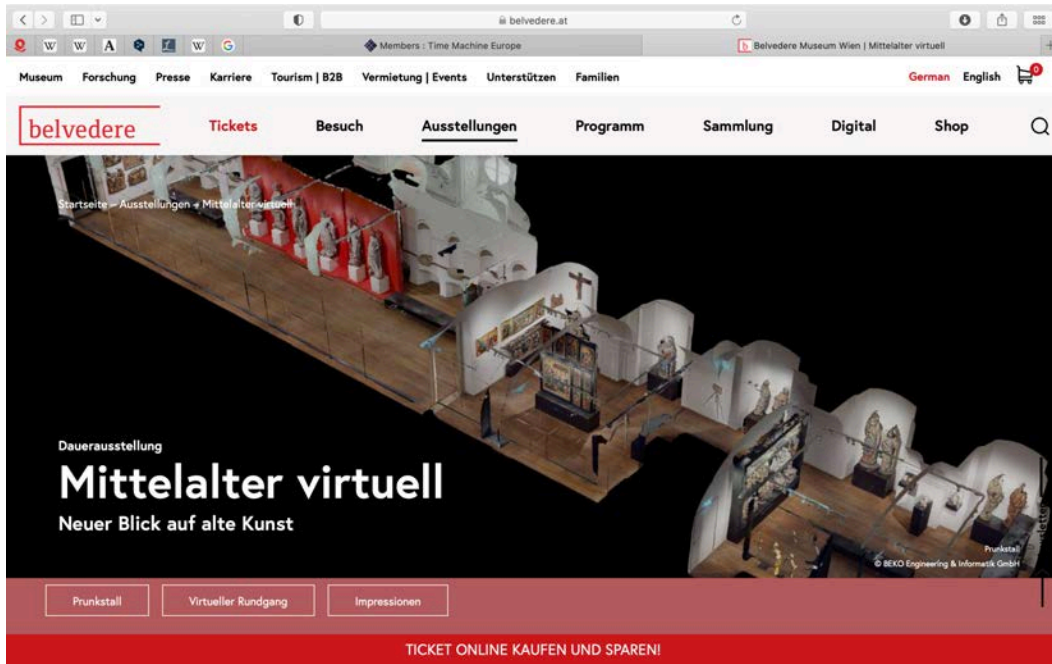 belvedere.at
W W A W G
Members : Time Machine Europe
b Belvedere Museum Wien | Mittelalter virtuell
Museum Forschung Presse Karriere Tourism | B2B Vermietung | Events Unterstützen Familien
German English 0
belvedere
Tickets Besuch Ausstellungen Programm Sammlung Digital Shop
Startseite – Ausstellungen – Mittelalter virtuell
Dauerausstellung
Mittelalter virtuell
Neuer Blick auf alte Kunst
Prunkstall
© BEKO Engineering & Informatik GmbH
Prunkstall Virtueller Rundgang Impressionen
TICKET ONLINE KAUFEN UND SPAREN!